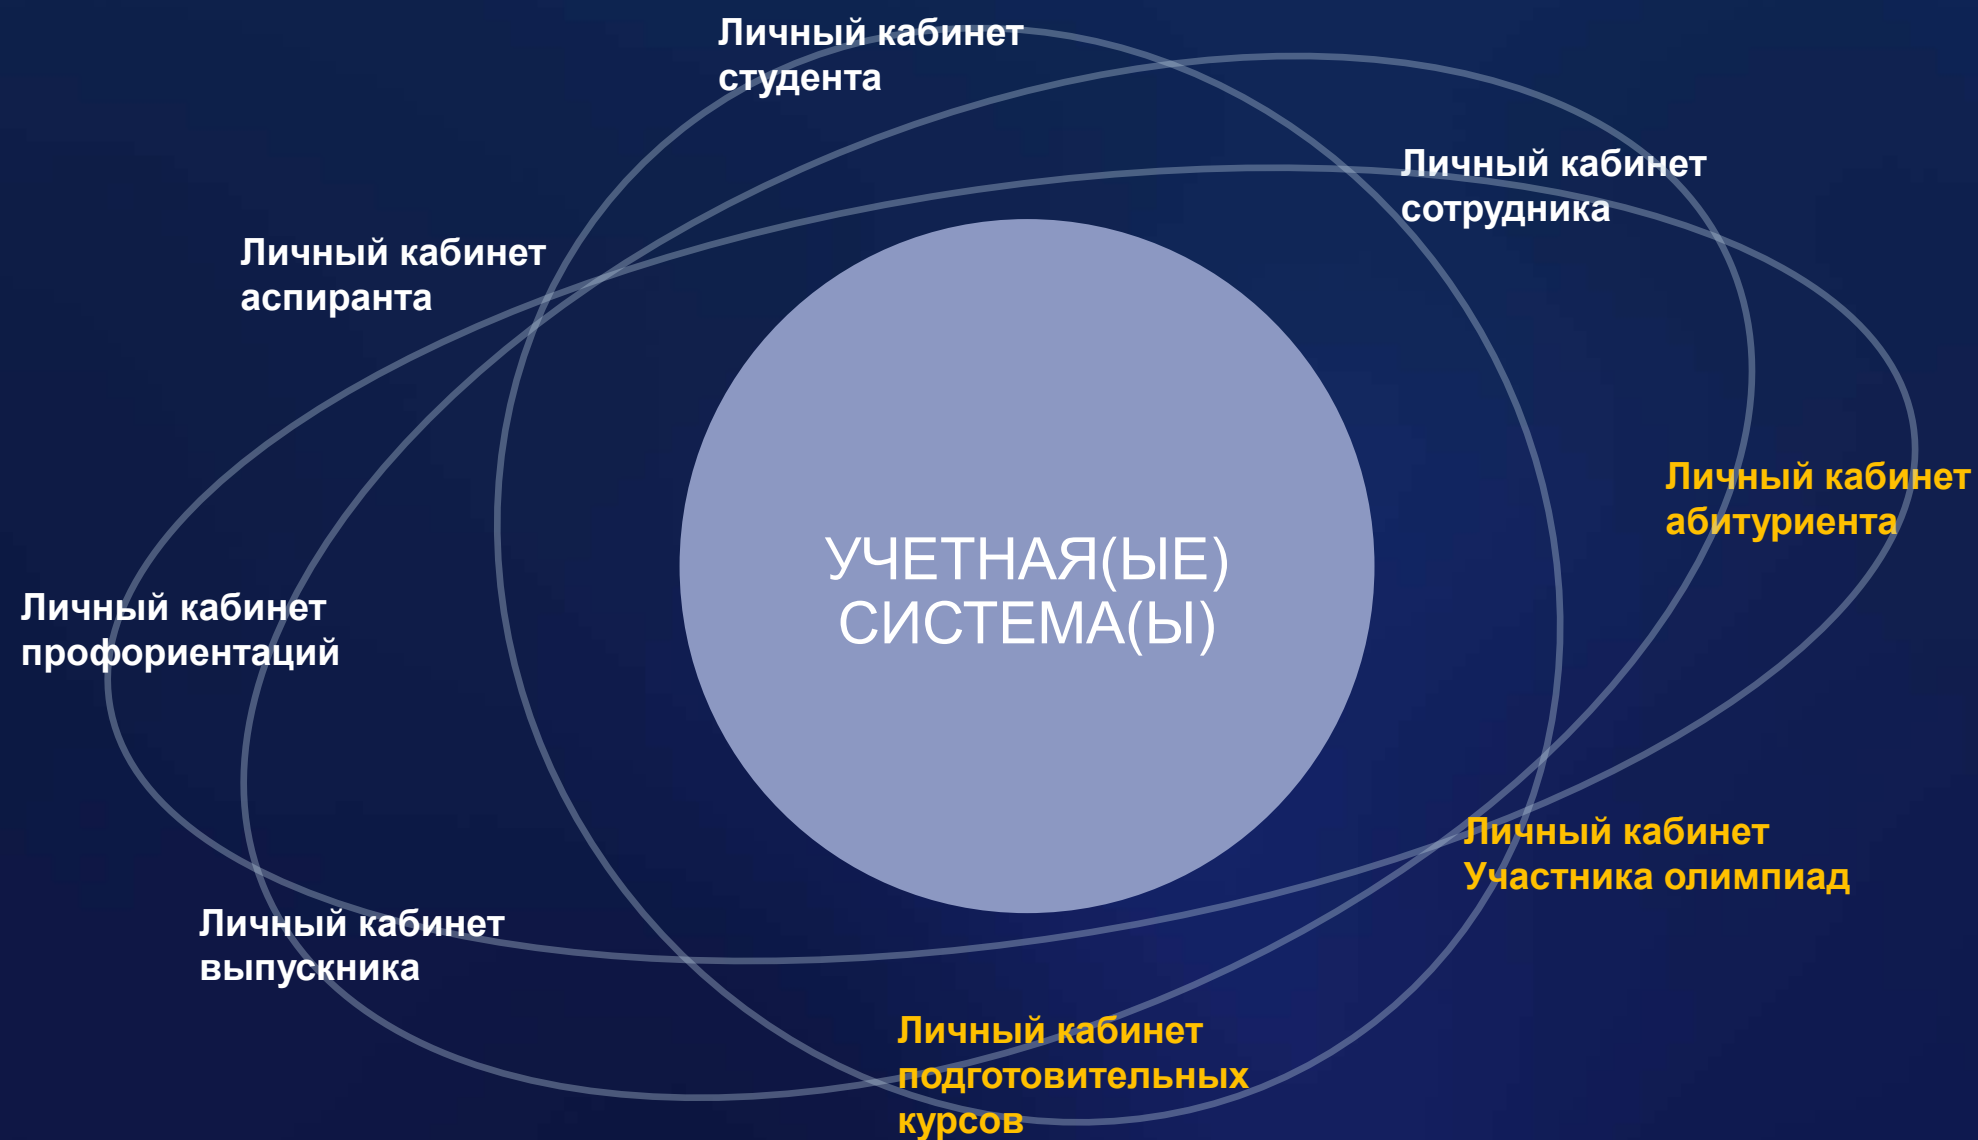 Личный кабинет
студента
Личный кабинет
сотрудника
Личный кабинет
аспиранта
Личный кабинет
абитуриента
УЧЕТНАЯ(ЫЕ)
СИСТЕМА(Ы)
Личный кабинет
профориентаций
Личный кабинет
Участника олимпиад
Личный кабинет
выпускника
Личный кабинет
подготовительных
курсов